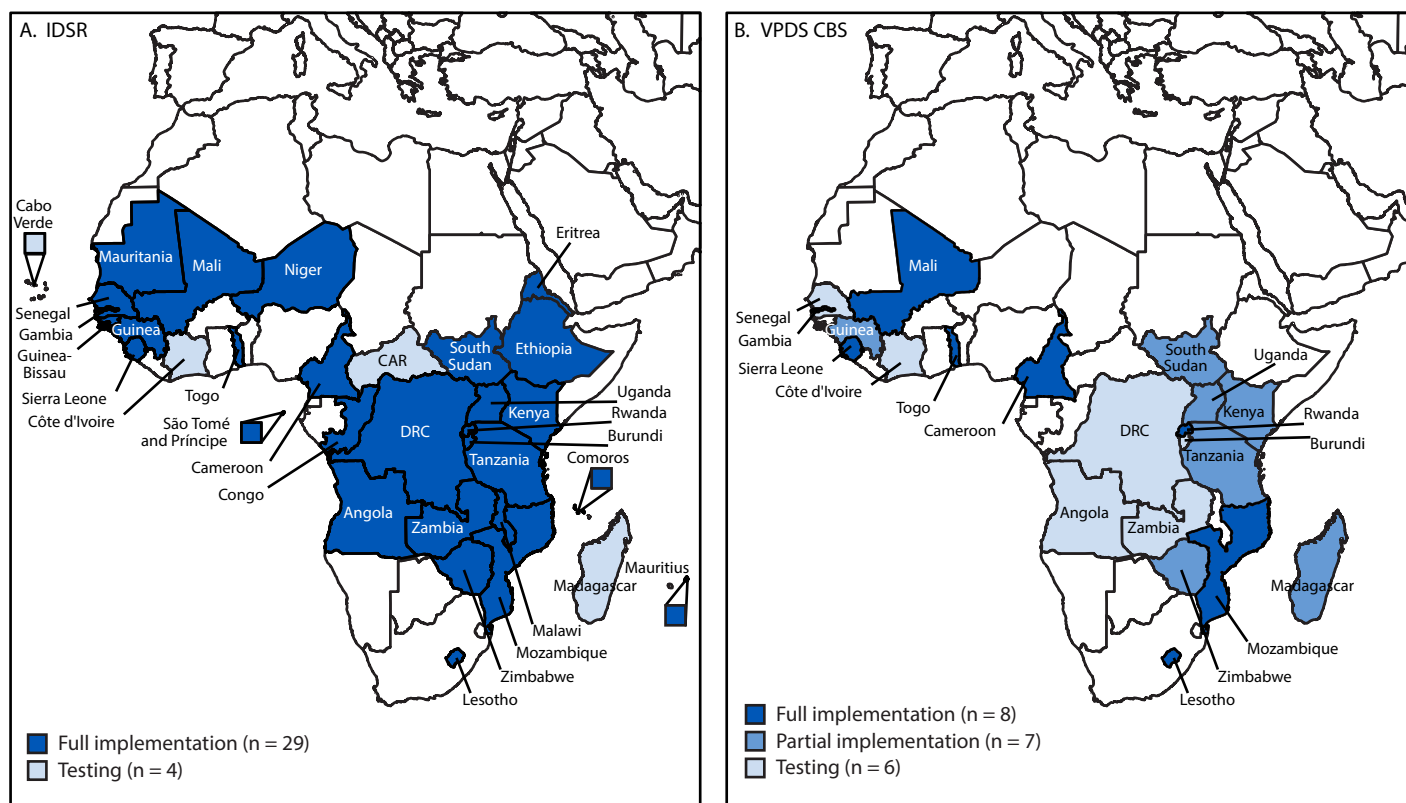 A. IDSR
Cabo
Verde
Mauritania
Mali
Niger
Eritrea
Senegal
Gambia
Guinea-
Bissau
Guinea
Sierra Leone
Côte d'Ivoire
Togo
São Tomé
and Príncipe
Cameroon
Congo
CAR
South
Sudan
Ethiopia
Uganda
Kenya
Rwanda
DRC
Burundi
Tanzania
Comoros
Angola
Zambia
Mauritius
Madagascar
Malawi
Mozambique
Zimbabwe
Lesotho
Full implementation (n = 29)
Testing (n = 4)
B. VPDS CBS
Mali
Senegal
Gambia
Guinea
Sierra Leone
Côte d'Ivoire
Togo
Cameroon
South
Sudan
Uganda
Kenya
Rwanda
DRC
Burundi
Tanzania
Angola
Zambia
Madagascar
Mozambique
Zimbabwe
Lesotho
Full implementation (n = 8)
Partial implementation (n = 7)
Testing (n = 6)